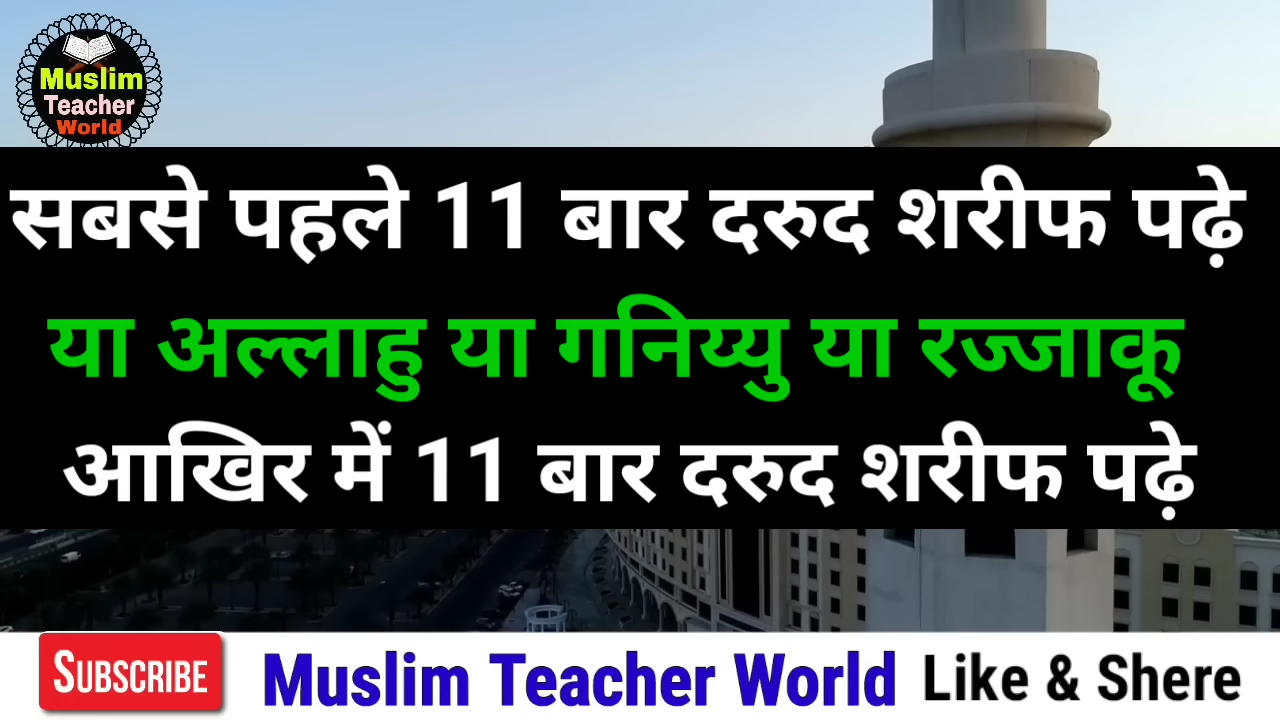 Muslim
Teacher
World
सबसे पहले 11 बार दरुद शरीफ पढ़े
या अल्लाहु या गनिय्यु या रज्जाकू
आखिर में 11 बार दरुद शरीफ पढ़े
SUBSCRIBE
Muslim Teacher World
Like & Shere